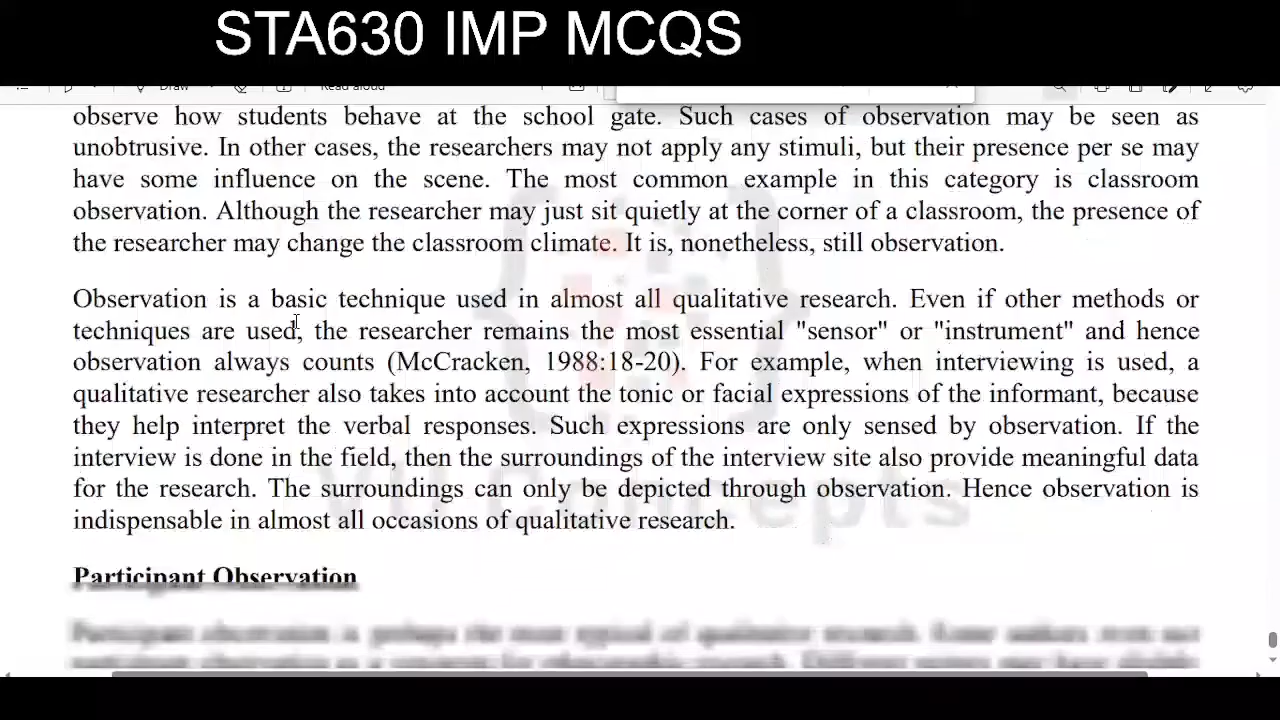 STA630 IMP MCQS
Draw
Read aloud
observe how students behave at the school gate. Such cases of observation may be seen as
unobtrusive. In other cases, the researchers may not apply any stimuli, but their presence per se may
have some influence on the scene. The most common example in this category is classroom
observation. Although the researcher may just sit quietly at the corner of a classroom, the presence of
the researcher may change the classroom climate. It is, nonetheless, still observation.
Observation is a basic technique used in almost all qualitative research. Even if other methods or
techniques are used, the researcher remains the most essential "sensor" or "instrument" and hence
observation always counts (McCracken, 1988:18-20). For example, when interviewing is used, a
qualitative researcher also takes into account the tonic or facial expressions of the informant, because
they help interpret the verbal responses. Such expressions are only sensed by observation. If the
interview is done in the field, then the surroundings of the interview site also provide meaningful data
for the research. The surroundings can only be depicted through observation. Hence observation is
indispensable in almost all occasions of qualitative research.
VU Concepts
Participant Observation